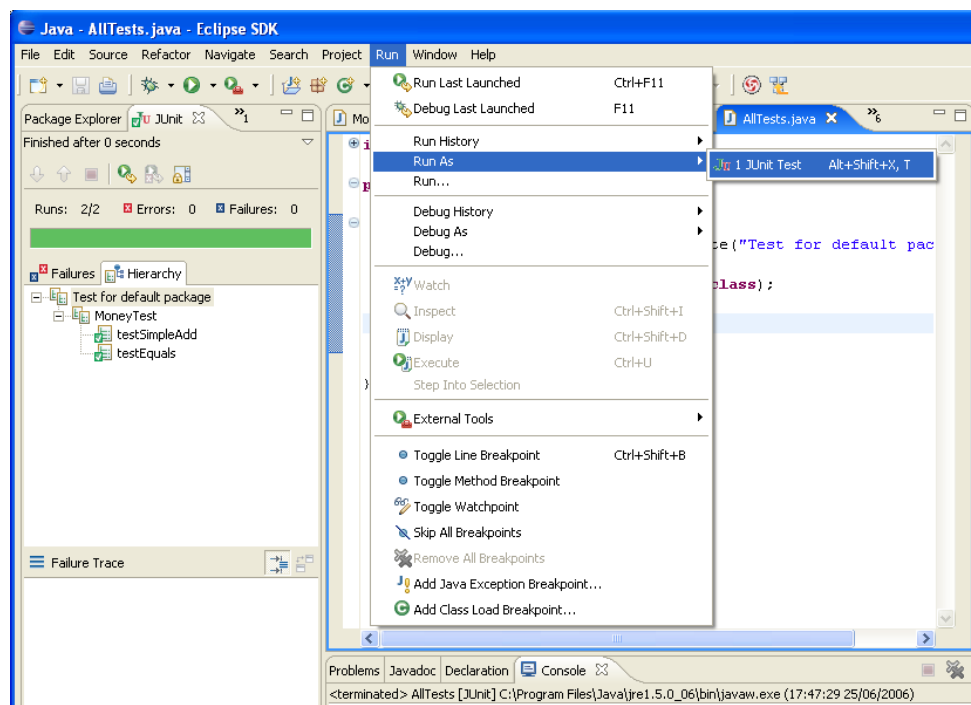 Java - AllTests.java - Eclipse SDK
File Edit Source Refactor Navigate Search Project Run Window Help
Package Explorer JUnit »1
Finished after 0 seconds
Runs: 2/2 Errors: 0 Failures: 0
Failures Hierarchy
Test for default package
MoneyTest
testSimpleAdd
testEquals
Failure Trace
Run Last Launched Ctrl+F11
Debug Last Launched F11
Run History
Run As
Run...
Debug History
Debug As
Debug...
Watch
Inspect Ctrl+Shift+I
Display Ctrl+Shift+D
Execute Ctrl+U
Step Into Selection
External Tools
Toggle Line Breakpoint Ctrl+Shift+B
Toggle Method Breakpoint
Toggle Watchpoint
Skip All Breakpoints
Remove All Breakpoints
Add Java Exception Breakpoint...
Add Class Load Breakpoint...
1 JUnit Test Alt+Shift+X, T
Mo
AllTests.java »6
i
p
te("Test for default pac
class);
}
Problems Javadoc Declaration Console
<terminated> AllTests [JUnit] C:\Program Files\Java\jre1.5.0_06\bin\javaw.exe (17:47:29 25/06/2006)